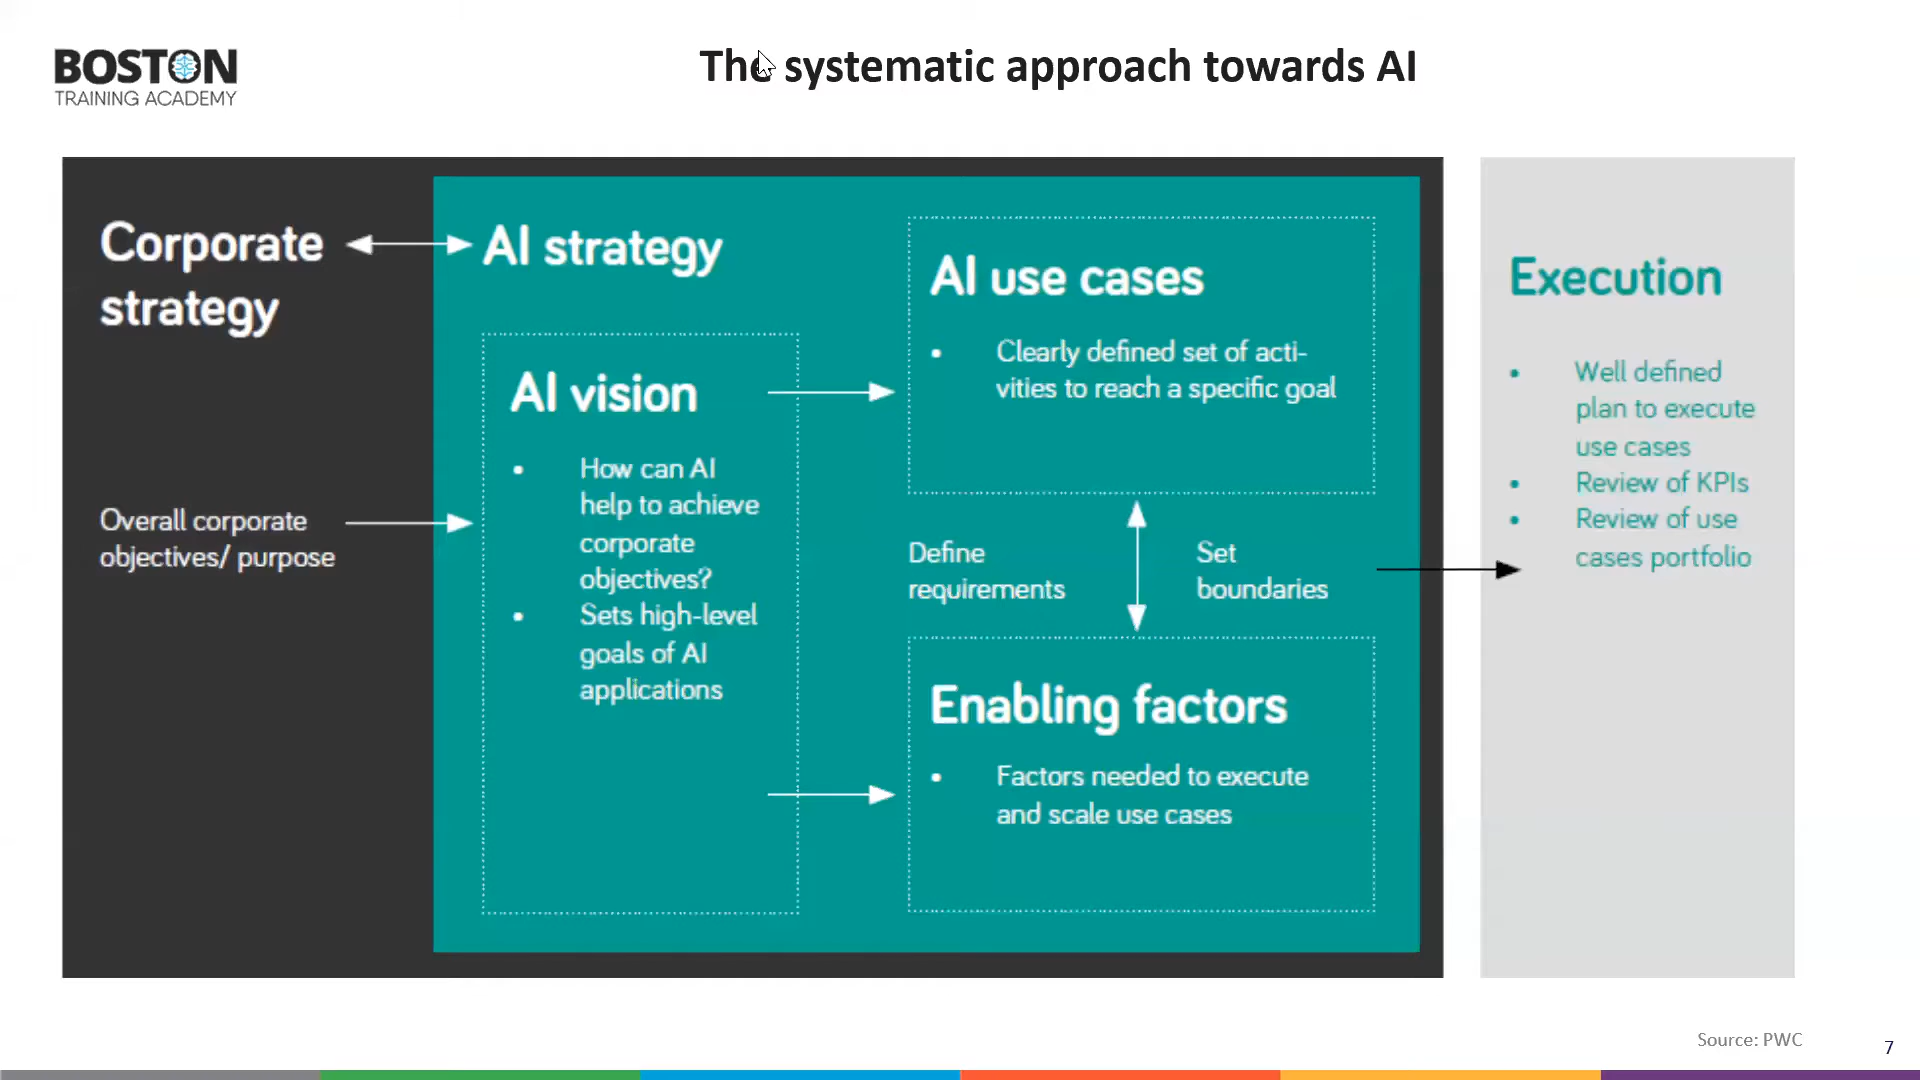 BOSTON
TRAINING ACADEMY
The systematic approach towards AI
Corporate
strategy
Overall corporate
objectives/ purpose
AI strategy
AI vision
• How can AI
help to achieve
corporate
objectives?
• Sets high-level
goals of AI
applications
AI use cases
• Clearly defined set of acti-
vities to reach a specific goal
Define
requirements
Set
boundaries
Enabling factors
• Factors needed to execute
and scale use cases
Execution
• Well defined
plan to execute
use cases
• Review of KPIs
• Review of use
cases portfolio
Source: PWC
7